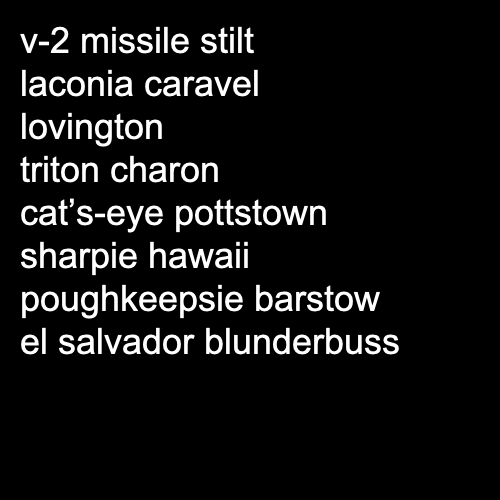 v-2 missile stilt
laconia caravel
lovington
triton charon
cat’s-eye pottstown
sharpie hawaii
poughkeepsie barstow
el salvador blunderbuss